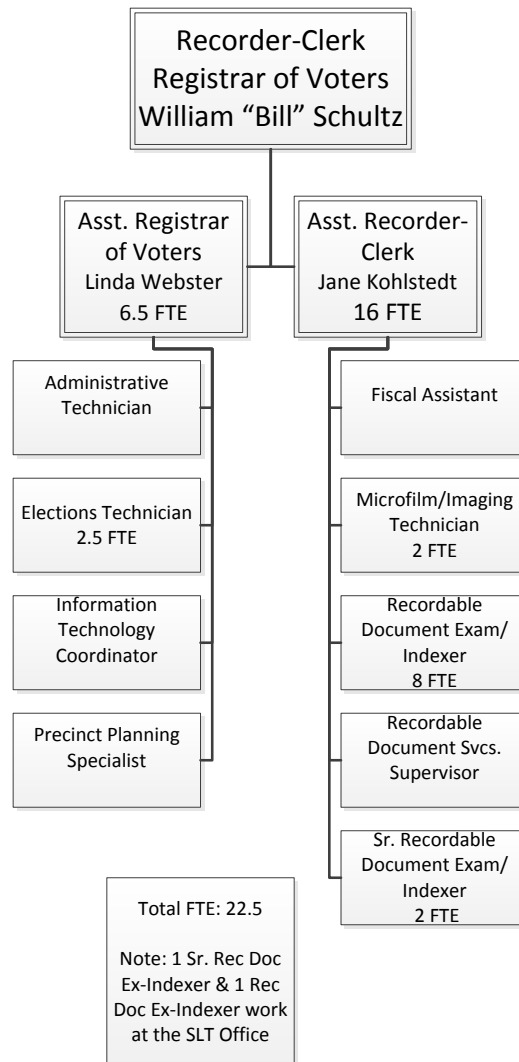 Recorder-Clerk
Registrar of Voters
William “Bill” Schultz
Asst. Registrar
of Voters
Linda Webster
6.5 FTE
Asst. Recorder-
Clerk
Jane Kohlstedt
16 FTE
Administrative
Technician
Elections Technician
2.5 FTE
Information
Technology
Coordinator
Precinct Planning
Specialist
Fiscal Assistant
Microfilm/Imaging
Technician
2 FTE
Recordable
Document Exam/
Indexer
8 FTE
Recordable
Document Svcs.
Supervisor
Sr. Recordable
Document Exam/
Indexer
2 FTE
Total FTE: 22.5
Note: 1 Sr. Rec Doc
Ex-Indexer & 1 Rec
Doc Ex-Indexer work
at the SLT Office